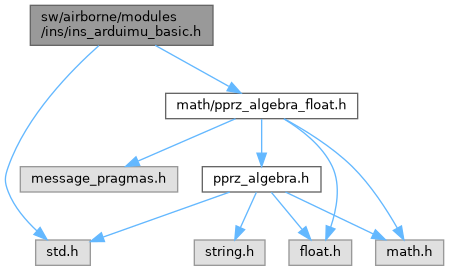 sw/airborne/modules
/ins/ins_arduimu_basic.h
math/pprz_algebra_float.h
message_pragmas.h
pprz_algebra.h
std.h
string.h
float.h
math.h